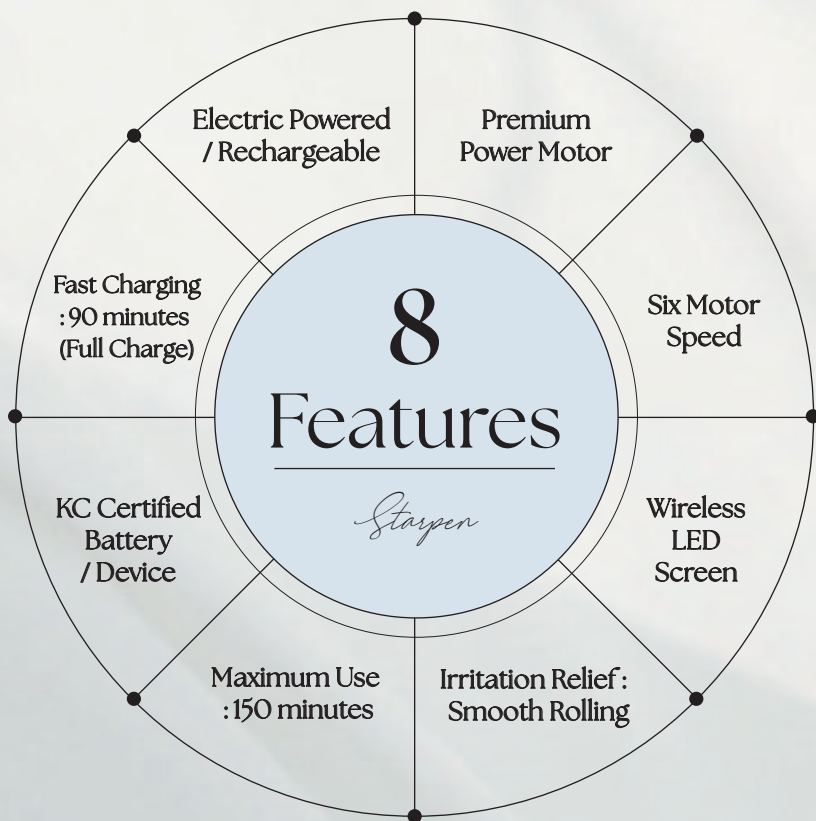 8
Features
Starpen
Premium
Power Motor
Six Motor
Speed
Wireless
LED
Screen
Irritation Relief :
Smooth Rolling
Maximum Use
: 150 minutes
KC Certified
Battery
/ Device
Fast Charging
: 90 minutes
(Full Charge)
Electric Powered
/ Rechargeable